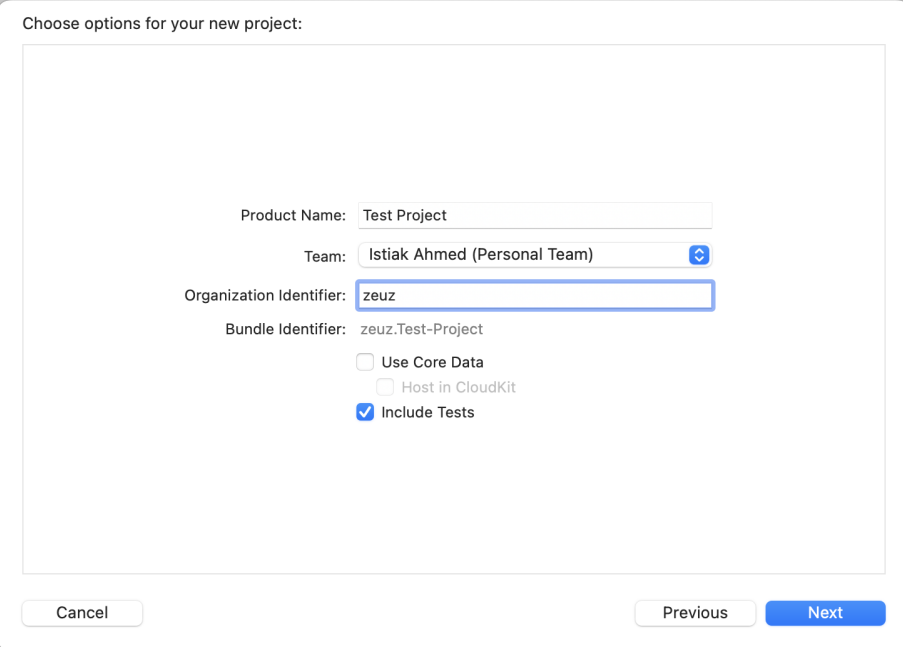 Choose options for your new project:
Product Name: Test Project
Team: Istiak Ahmed (Personal Team)
Organization Identifier: zeuz
Bundle Identifier: zeuz.Test-Project
Use Core Data
Host in CloudKit
Include Tests
Cancel Previous Next